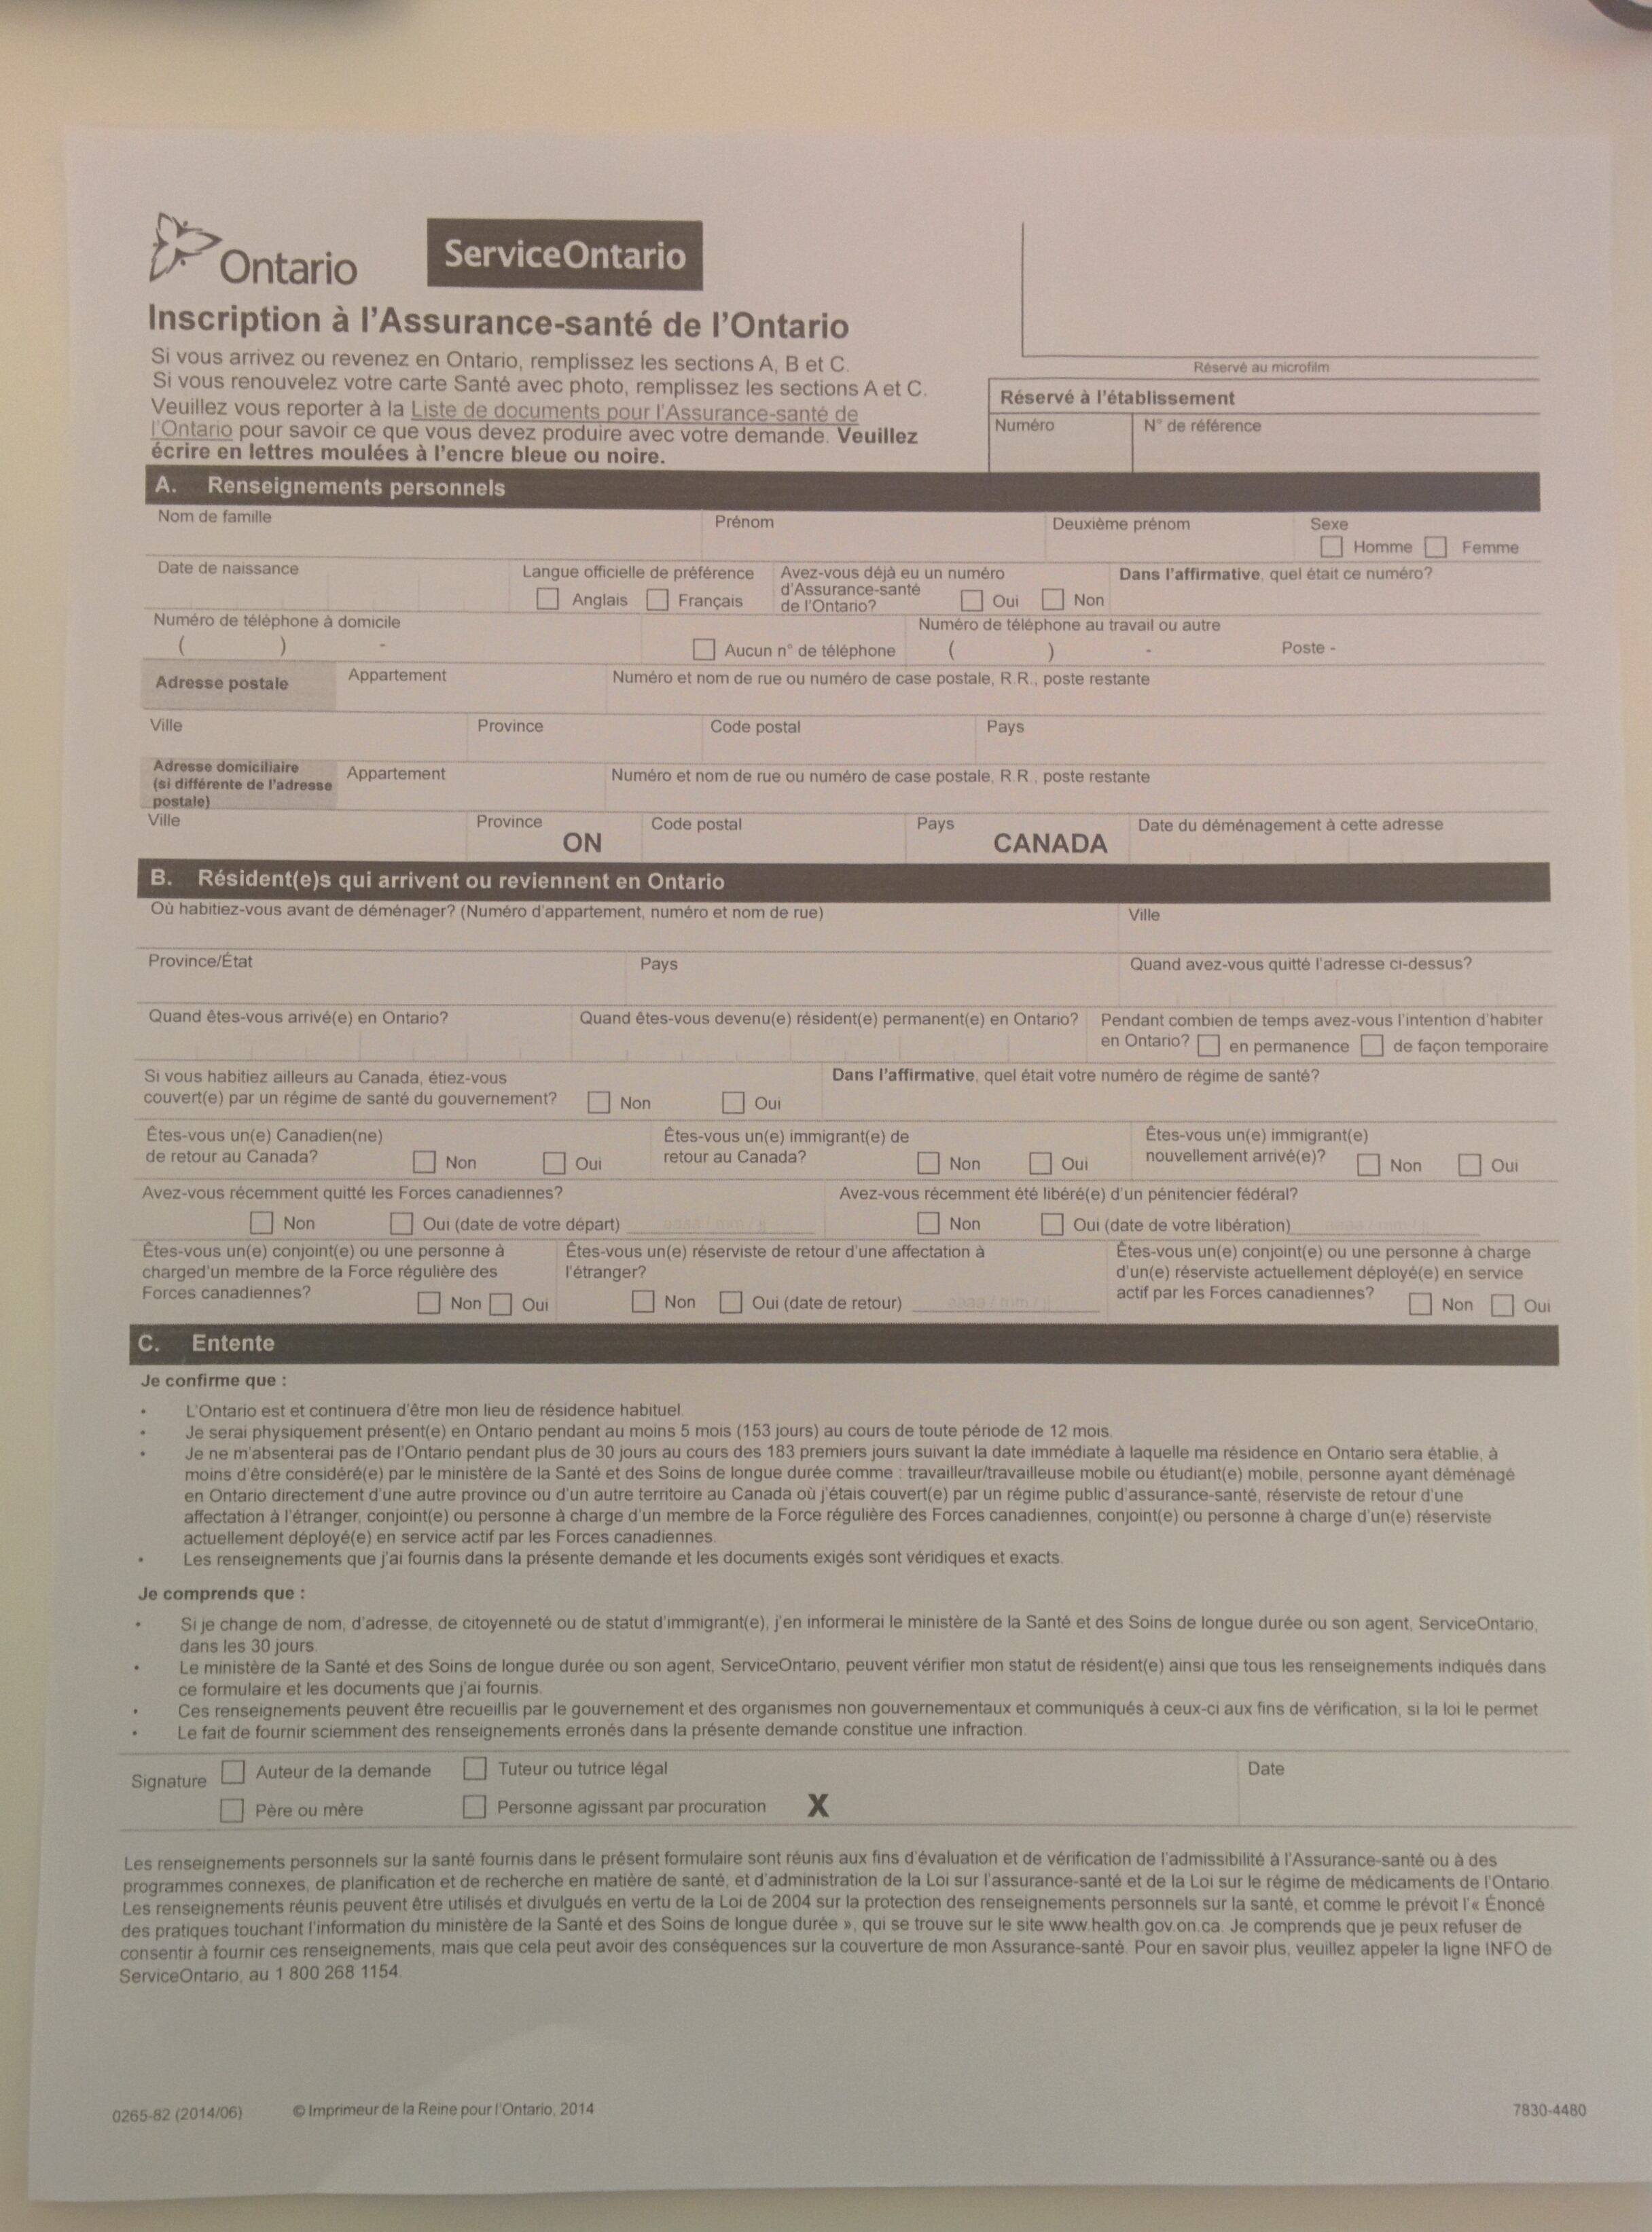 Ontario
ServiceOntario
Inscription à l'Assurance-santé de l'Ontario
Si vous arrivez ou revenez en Ontario, remplissez les sections A, B et C.
Si vous renouvelez votre carte Santé avec photo, remplissez les sections A et C.
Veuillez vous reporter à la Liste de documents pour l'Assurance-santé de
l'Ontario pour savoir ce que vous devez produire avec votre demande. Veuillez
écrire en lettres moulées à l'encre bleue ou noire.
Réservé au microfilm
Réservé à l'établissement
Numéro N° de référence
A. Renseignements personnels
Nom de famille Prénom Deuxième prénom Sexe
Homme Femme
Date de naissance Langue officielle de préférence Avez-vous déjà eu un numéro Dans l'affirmative, quel était ce numéro?
d'Assurance-santé
Anglais Français de l'Ontario? Oui Non
Numéro de téléphone à domicile Numéro de téléphone au travail ou autre
( ) - Aucun n° de téléphone ( ) - Poste -
Adresse postale Appartement Numéro et nom de rue ou numéro de case postale, R.R., poste restante
Ville Province Code postal Pays
Adresse domiciliaire
(si différente de l'adresse
postale) Appartement Numéro et nom de rue ou numéro de case postale, R.R., poste restante
Ville Province Code postal Pays Date du déménagement à cette adresse
ON CANADA
B. Résident(e)s qui arrivent ou reviennent en Ontario
Où habitiez-vous avant de déménager? (Numéro d'appartement, numéro et nom de rue) Ville
Province/État Pays Quand avez-vous quitté l'adresse ci-dessus?
Quand êtes-vous arrivé(e) en Ontario? Quand êtes-vous devenu(e) résident(e) permanent(e) en Ontario? Pendant combien de temps avez-vous l'intention d'habiter
en Ontario? en permanence de façon temporaire
Si vous habitiez ailleurs au Canada, étiez-vous Dans l'affirmative, quel était votre numéro de régime de santé?
couvert(e) par un régime de santé du gouvernement? Non Oui
Êtes-vous un(e) Canadien(ne) Êtes-vous un(e) immigrant(e) de Êtes-vous un(e) immigrant(e)
de retour au Canada? Non Oui retour au Canada? Non Oui nouvellement arrivé(e)? Non Oui
Avez-vous récemment quitté les Forces canadiennes? Avez-vous récemment été libéré(e) d'un pénitencier fédéral?
Non Oui (date de votre départ) Non Oui (date de votre libération)
Êtes-vous un(e) conjoint(e) ou une personne à Êtes-vous un(e) réserviste de retour d'une affectation à Êtes-vous un(e) conjoint(e) ou une personne à charge
charged'un membre de la Force régulière des l'étranger? d'un(e) réserviste actuellement déployé(e) en service
Forces canadiennes? Non Oui Non Oui (date de retour) actif par les Forces canadiennes? Non Oui
C. Entente
Je confirme que :
• L'Ontario est et continuera d'être mon lieu de résidence habituel.
• Je serai physiquement présent(e) en Ontario pendant au moins 5 mois (153 jours) au cours de toute période de 12 mois.
• Je ne m'absenterai pas de l'Ontario pendant plus de 30 jours au cours des 183 premiers jours suivant la date immédiate à laquelle ma résidence en Ontario sera établie, à
moins d'être considéré(e) par le ministère de la Santé et des Soins de longue durée comme : travailleur/travailleuse mobile ou étudiant(e) mobile, personne ayant déménagé
en Ontario directement d'une autre province ou d'un autre territoire au Canada où j'étais couvert(e) par un régime public d'assurance-santé, réserviste de retour d'une
affectation à l'étranger, conjoint(e) ou personne à charge d'un membre de la Force régulière des Forces canadiennes, conjoint(e) ou personne à charge d'un(e) réserviste
actuellement déployé(e) en service actif par les Forces canadiennes.
• Les renseignements que j'ai fournis dans la présente demande et les documents exigés sont véridiques et exacts.
Je comprends que :
• Si je change de nom, d'adresse, de citoyenneté ou de statut d'immigrant(e), j'en informerai le ministère de la Santé et des Soins de longue durée ou son agent, ServiceOntario,
dans les 30 jours.
• Le ministère de la Santé et des Soins de longue durée ou son agent, ServiceOntario, peuvent vérifier mon statut de résident(e) ainsi que tous les renseignements indiqués dans
ce formulaire et les documents que j'ai fournis.
• Ces renseignements peuvent être recueillis par le gouvernement et des organismes non gouvernementaux et communiqués à ceux-ci aux fins de vérification, si la loi le permet
• Le fait de fournir sciemment des renseignements erronés dans la présente demande constitue une infraction.
Signature Auteur de la demande Tuteur ou tutrice légal Date
Père ou mère Personne agissant par procuration X
Les renseignements personnels sur la santé fournis dans le présent formulaire sont réunis aux fins d'évaluation et de vérification de l'admissibilité à l'Assurance-santé ou à des
programmes connexes, de planification et de recherche en matière de santé, et d'administration de la Loi sur l'assurance-santé et de la Loi sur le régime de médicaments de l'Ontario.
Les renseignements réunis peuvent être utilisés et divulgués en vertu de la Loi de 2004 sur la protection des renseignements personnels sur la santé, et comme le prévoit l'« Énoncé
des pratiques touchant l'information du ministère de la Santé et des Soins de longue durée », qui se trouve sur le site www.health.gov.on.ca. Je comprends que je peux refuser de
consentir à fournir ces renseignements, mais que cela peut avoir des conséquences sur la couverture de mon Assurance-santé. Pour en savoir plus, veuillez appeler la ligne INFO de
ServiceOntario, au 1 800 268 1154.
0265-82 (2014/06) © Imprimeur de la Reine pour l'Ontario, 2014 7830-4480